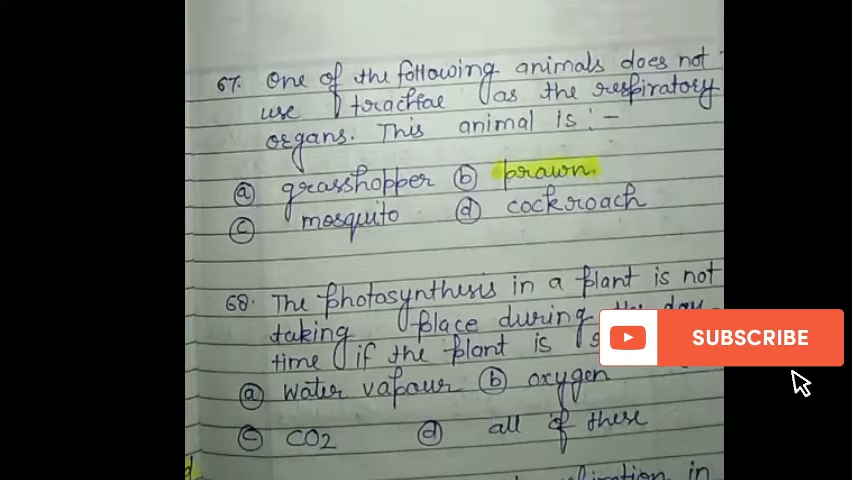 67. One of the following animals does not
use tracheae as the respiratory
organs. This animal is :-
(a) grasshopper (b) prawn.
(c) mosquito (d) cockroach
68. The photosynthesis in a plant is not
taking place during the day
time if the plant is
SUBSCRIBE
(a) water vapour (b) oxygen
(c) CO2 (d) all of these
in